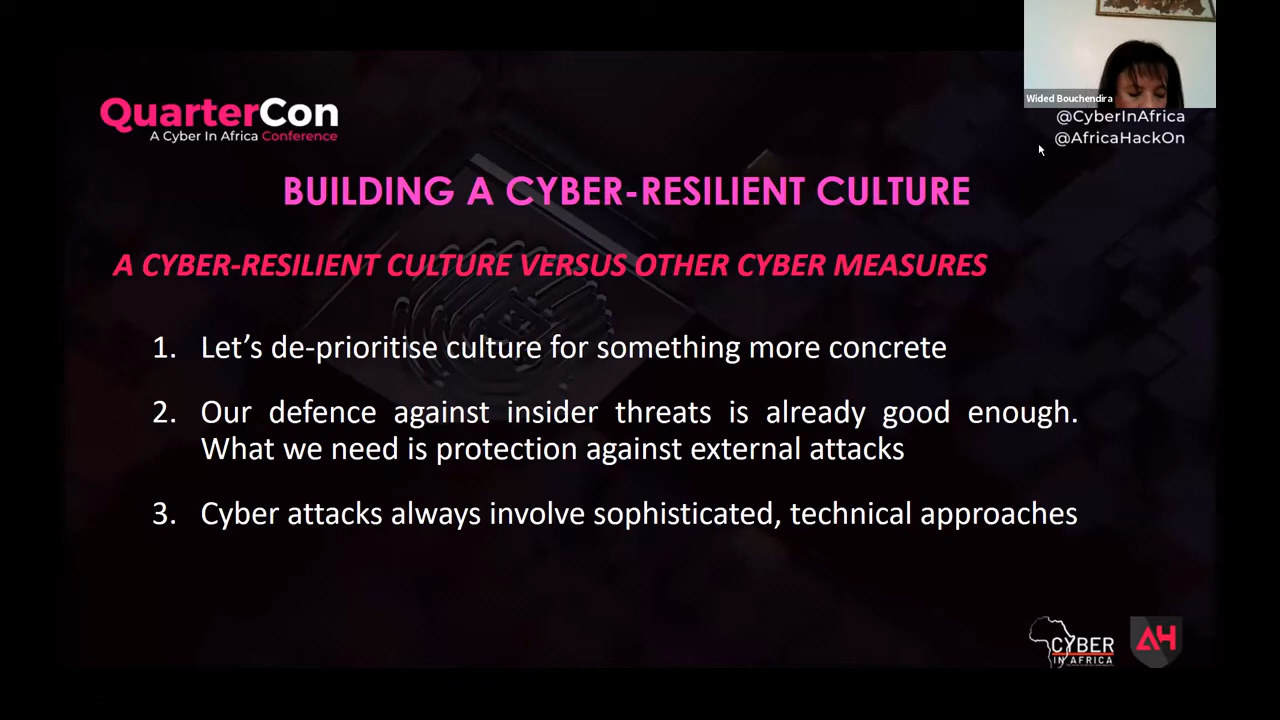 QuarterCon
A Cyber In Africa Conference
Wided Bouchendira
@CyberInAfrica
@AfricaHackOn
BUILDING A CYBER-RESILIENT CULTURE
A CYBER-RESILIENT CULTURE VERSUS OTHER CYBER MEASURES
1. Let’s de-prioritise culture for something more concrete
2. Our defence against insider threats is already good enough.
What we need is protection against external attacks
3. Cyber attacks always involve sophisticated, technical approaches
CYBER
IN AFRICA
AH